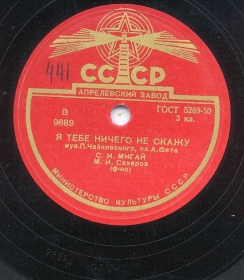 441
СССР
АПРЕЛЕВСКИЙ ЗАВОД
В
9889
ГОСТ 5289-50
3 кл.
Я ТЕБЕ НИЧЕГО НЕ СКАЖУ
муз.П.Чайковского, сл.А.Фета
С. И. МИГАЙ
М. И. Сахаров
(ф-но)
МИНИСТЕРСТВО КУЛЬТУРЫ СССР